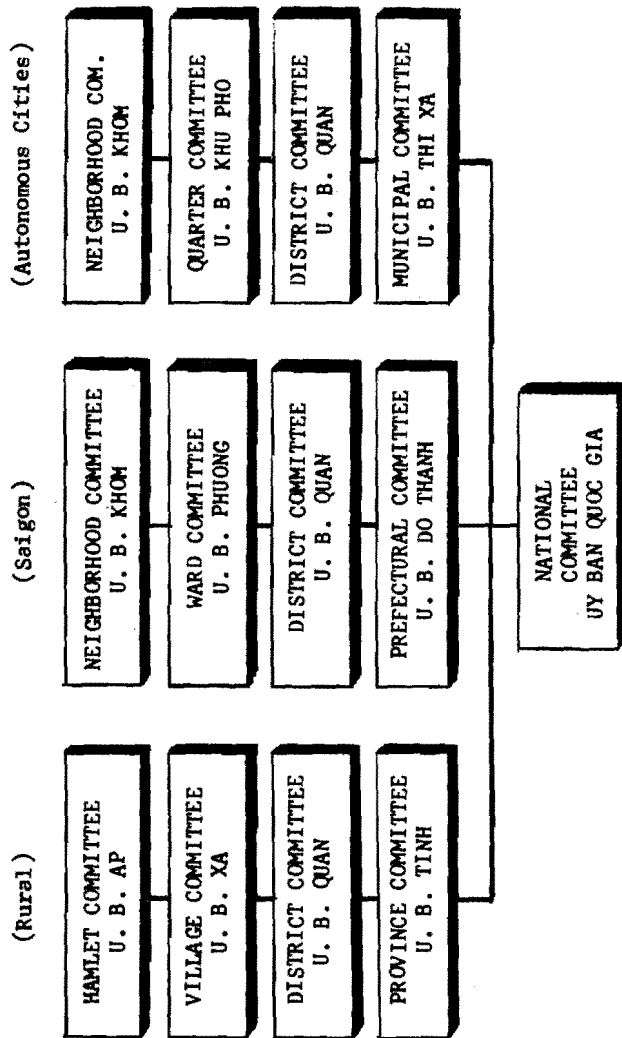 (Rural)
HAMLET COMMITTEE
U. B. AP
VILLAGE COMMITTEE
U. B. XA
DISTRICT COMMITTEE
U. B. QUAN
PROVINCE COMMITTEE
U. B. TINH
(Saigon)
NEIGHBORHOOD COMMITTEE
U. B. KHOM
WARD COMMITTEE
U. B. PHUONG
DISTRICT COMMITTEE
U. B. QUAN
PREFECTURAL COMMITTEE
U. B. DO THANH
(Autonomous Cities)
NEIGHBORHOOD COM.
U. B. KHOM
QUARTER COMMITTEE
U. B. KHU PHO
DISTRICT COMMITTEE
U. B. QUAN
MUNICIPAL COMMITTEE
U. B. THI XA
NATIONAL
COMMITTEE
UY BAN QUOC GIA